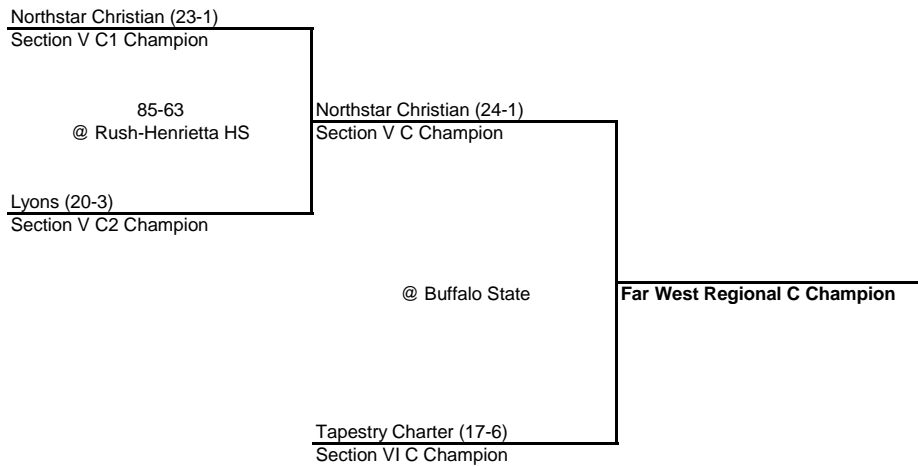 Northstar Christian (23-1)
Section V C1 Champion
85-63
@ Rush-Henrietta HS
Northstar Christian (24-1)
Section V C Champion
Lyons (20-3)
Section V C2 Champion
@ Buffalo State
Far West Regional C Champion
Tapestry Charter (17-6)
Section VI C Champion